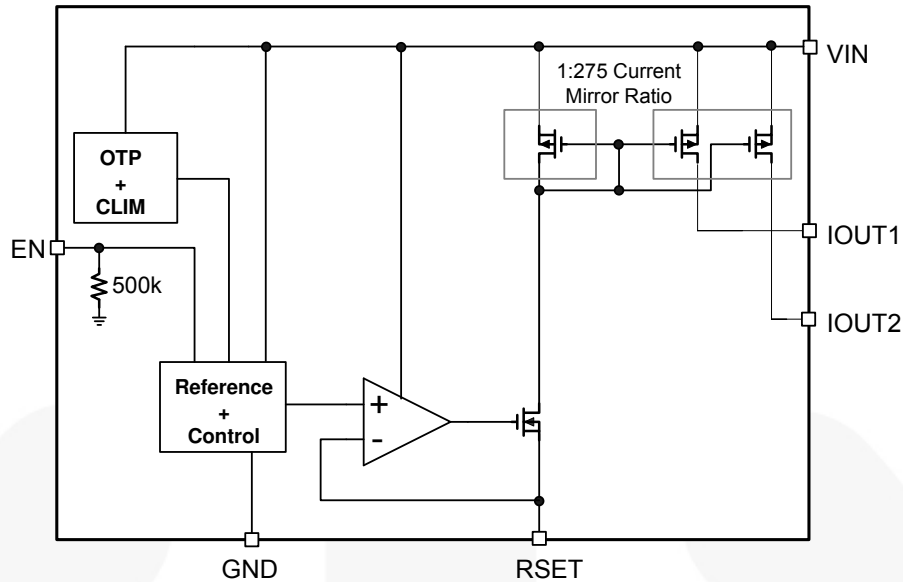 VIN
1:275 Current
Mirror Ratio
OTP
+
CLIM
IOUT1
EN
500k
IOUT2
Reference
+
Control
+
-
GND
RSET